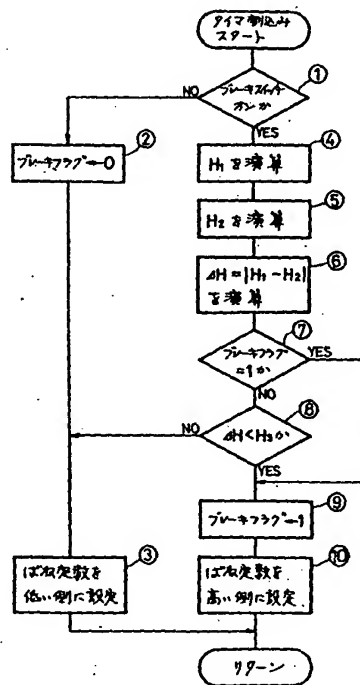 タイマ割込み
スタート
①
ブレーキスイッチ
オンか
NO
YES
②
ブレーキフラグ←0
④
H₁を演算
⑤
H₂を演算
⑥
ΔH=|H₁-H₂|
を演算
⑦
ブレーキフラグ
=1か
YES
NO
⑧
ΔH<H₃か
NO
YES
⑨
ブレーキフラグ←1
③
ばね定数を
低い側に設定
⑩
ばね定数を
高い側に設定
リターン